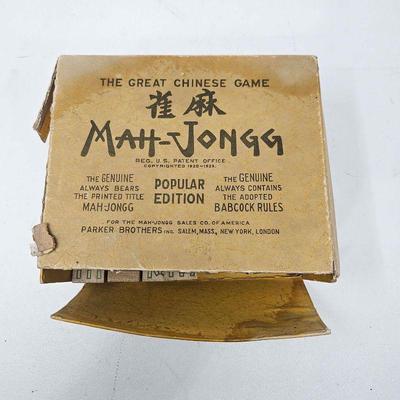 THE GREAT CHINESE GAME
雀麻
MAH-JONGG
REG. U.S. PATENT OFFICE
COPYRIGHTED 1920-1923.
THE GENUINE
ALWAYS BEARS
THE PRINTED TITLE
MAH-JONGG
POPULAR
EDITION
THE GENUINE
ALWAYS CONTAINS
THE ADOPTED
BABCOCK RULES
FOR THE MAH-JONGG SALES CO. OF AMERICA
PARKER BROTHERS INC. SALEM, MASS., NEW YORK, LONDON